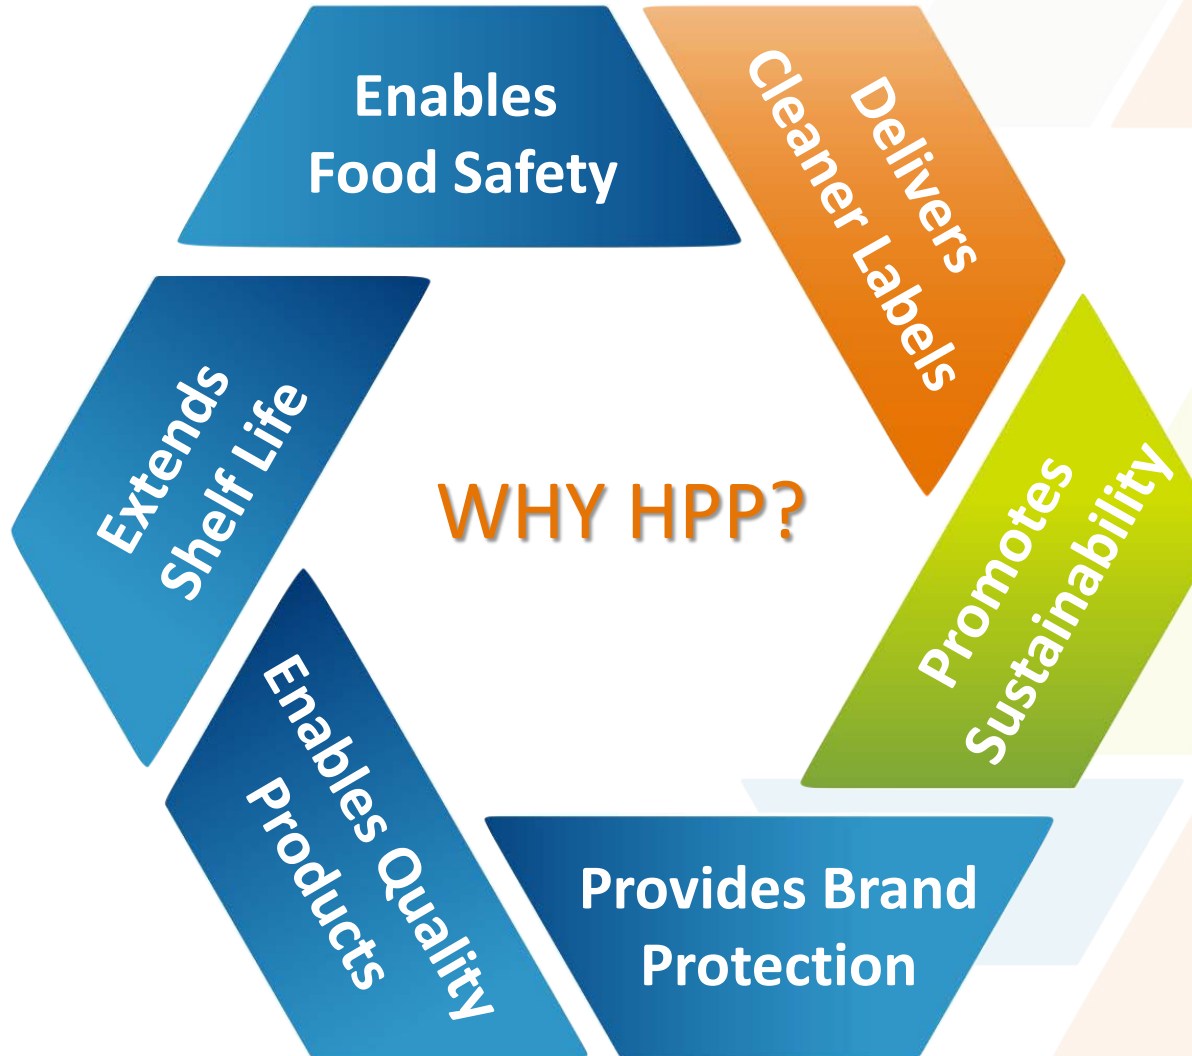 Enables
Food Safety
Delivers
Cleaner Labels
Promotes
Sustainability
Provides Brand
Protection
Enables Quality
Products
Extends
Shelf Life
WHY HPP?